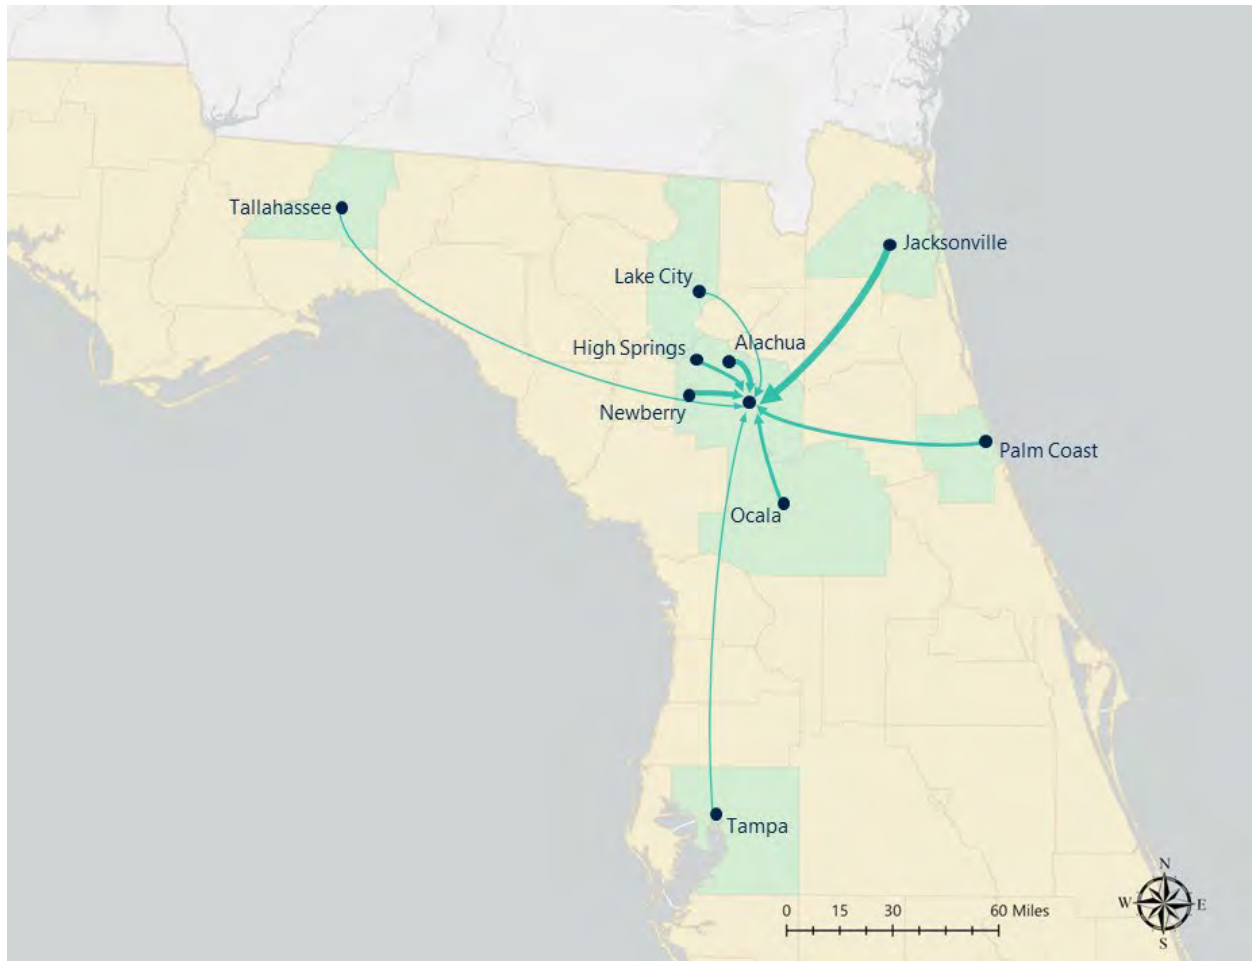 Tallahassee
Jacksonville
Lake City
Alachua
High Springs
Newberry
Palm Coast
Ocala
Tampa
N
W
E
S
0 15 30 60 Miles